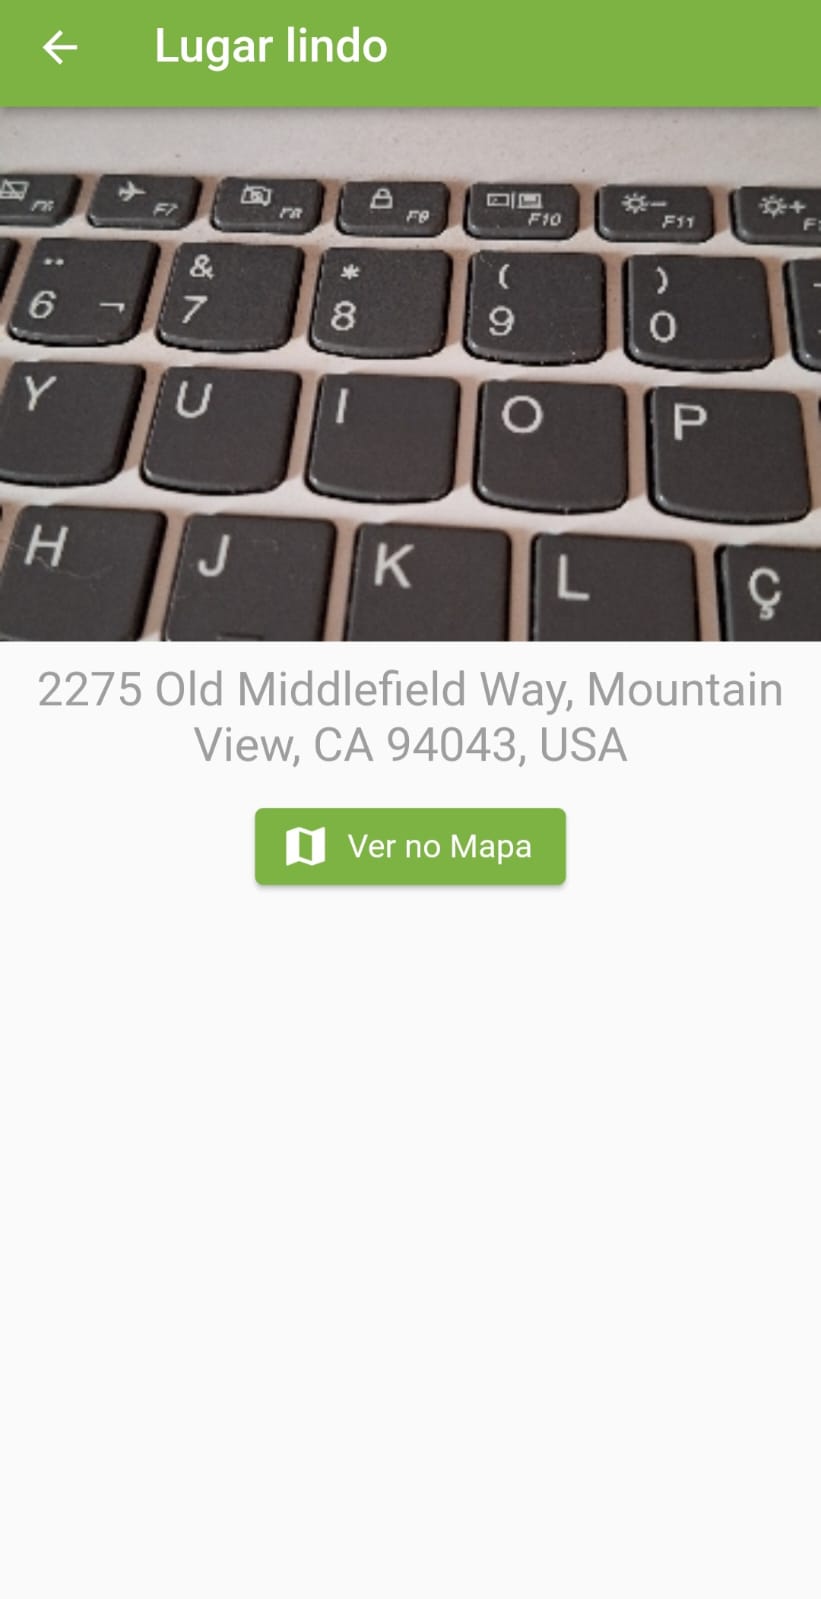 Lugar lindo
F6 F7 F8 F9 F10 F11
¨ & * ( )
6 ¬ 7 8 9 0
Y U I O P
H J K L Ç
2275 Old Middlefield Way, Mountain
View, CA 94043, USA
Ver no Mapa